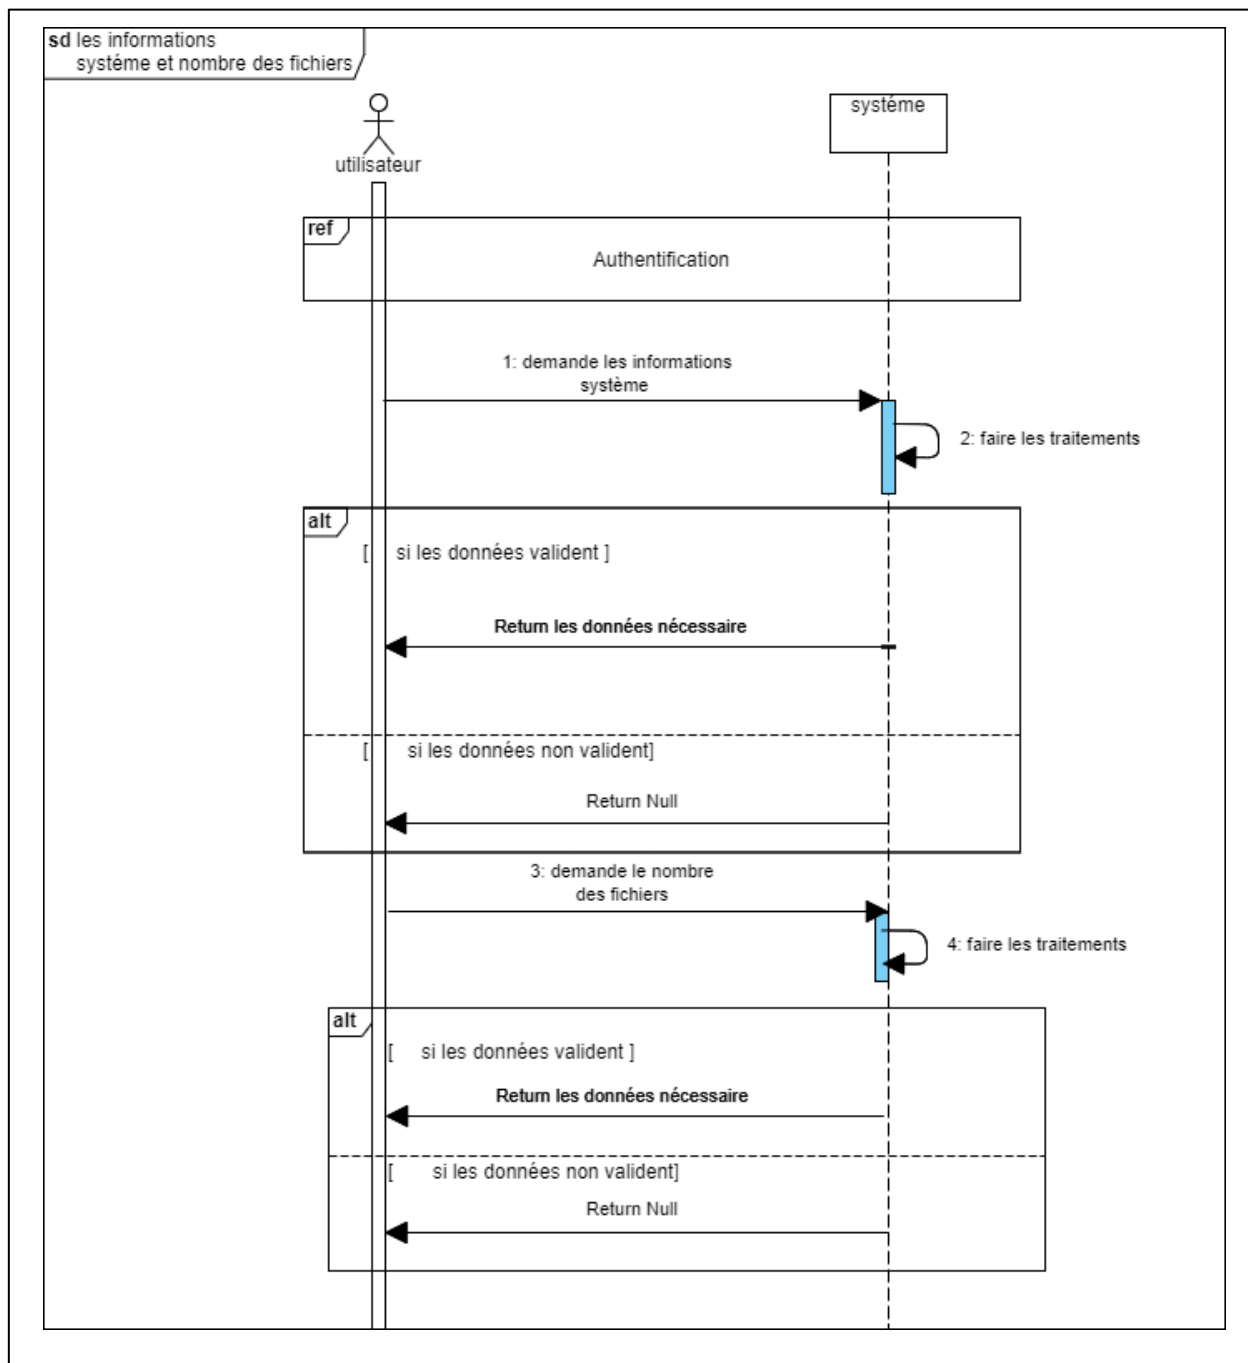 sd les informations
systéme et nombre des fichiers
utilisateur
systéme
ref
Authentification
1: demande les informations
système
2: faire les traitements
alt
[ si les données valident ]
Return les données nécessaire
[ si les données non valident]
Return Null
3: demande le nombre
des fichiers
4: faire les traitements
alt
[ si les données valident ]
Return les données nécessaire
[ si les données non valident]
Return Null